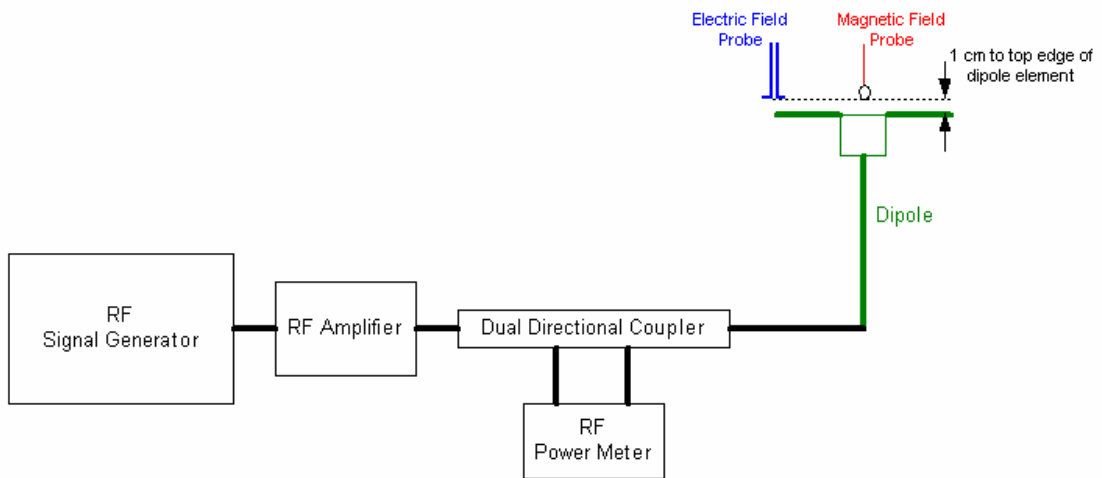 Electric Field
Probe
Magnetic Field
Probe
1 cm to top edge of
dipole element
Dipole
RF
Signal Generator
RF Amplifier
Dual Directional Coupler
RF
Power Meter